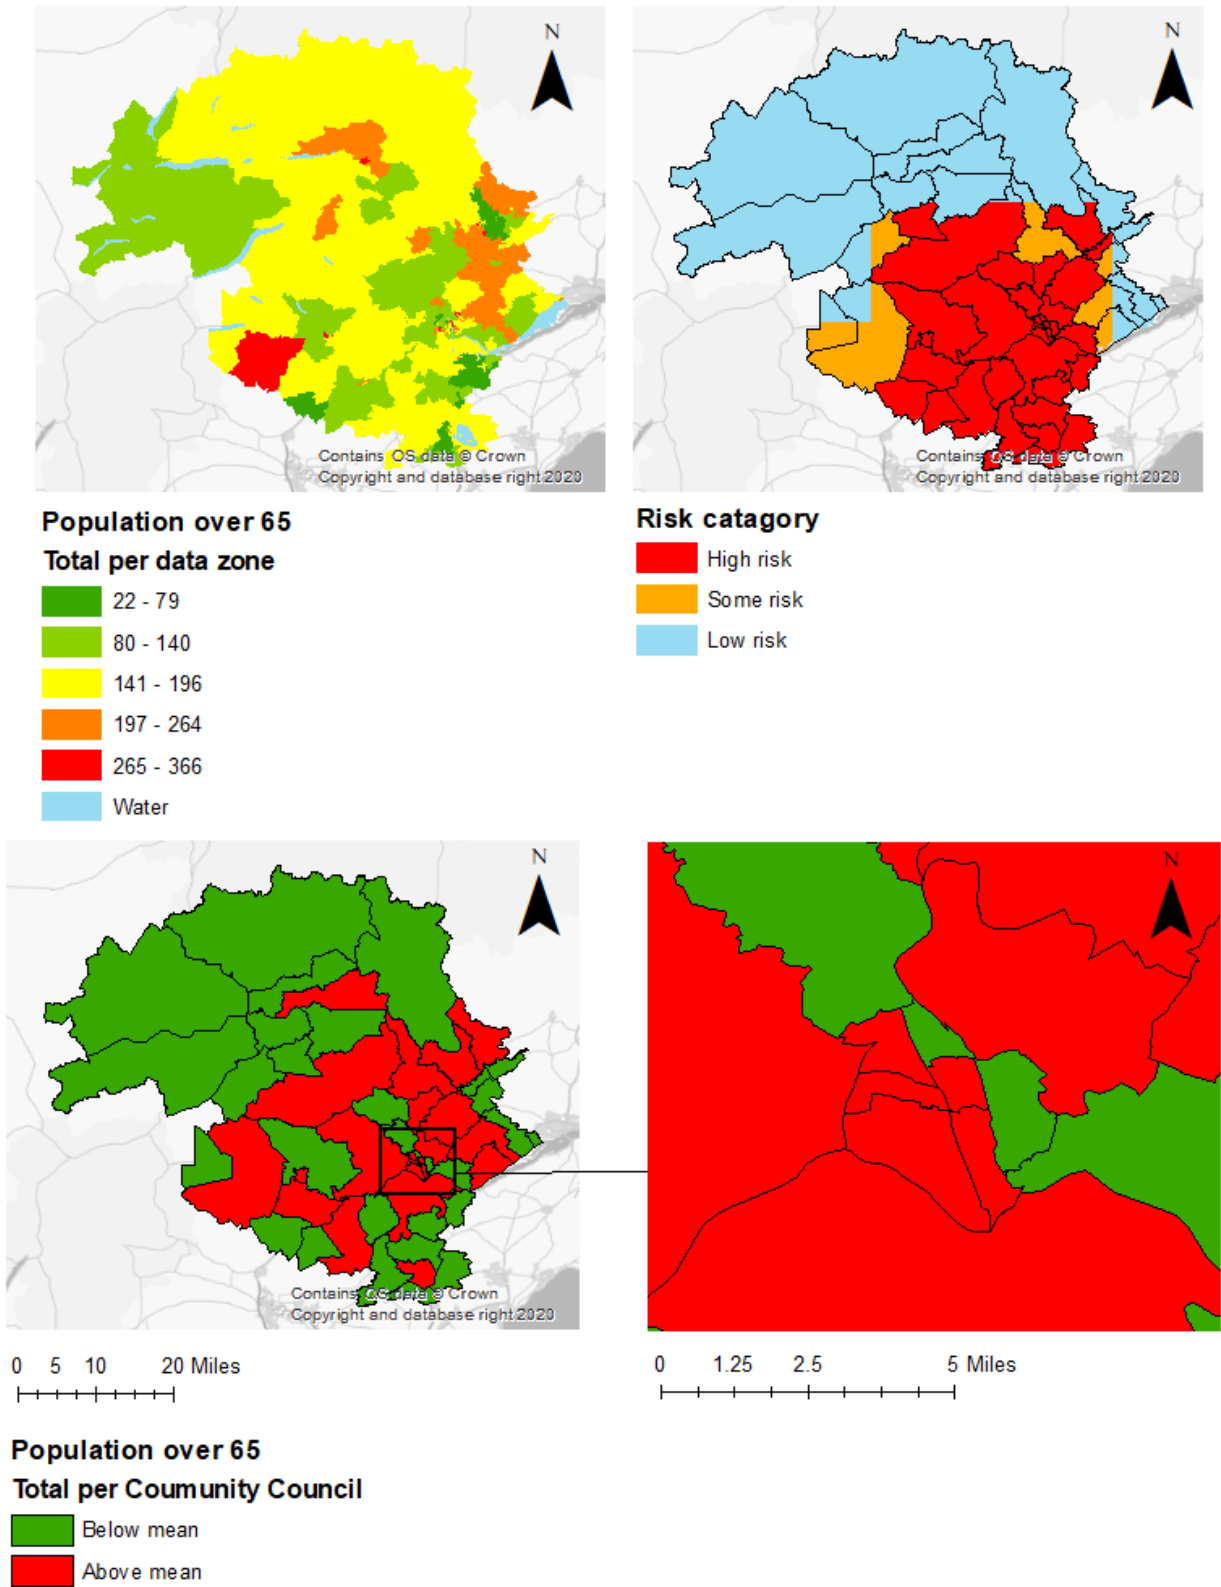 N
Contains OS data © Crown
Copyright and database right 2020
N
Contains OS data © Crown
Copyright and database right 2020
Population over 65
Total per data zone
22 - 79
80 - 140
141 - 196
197 - 264
265 - 366
Water
Risk catagory
High risk
Some risk
Low risk
N
Contains OS data © Crown
Copyright and database right 2020
N
0 5 10 20 Miles
0 1.25 2.5 5 Miles
Population over 65
Total per Coumunity Council
Below mean
Above mean